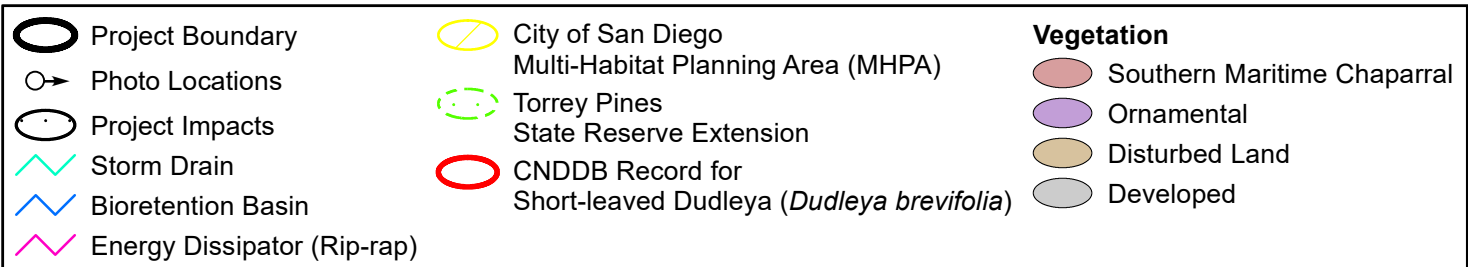 Project Boundary
Photo Locations
Project Impacts
Storm Drain
Bioretention Basin
Energy Dissipator (Rip-rap)
City of San Diego
Multi-Habitat Planning Area (MHPA)
Torrey Pines
State Reserve Extension
CNDDB Record for
Short-leaved Dudleya (Dudleya brevifolia)
Vegetation
Southern Maritime Chaparral
Ornamental
Disturbed Land
Developed